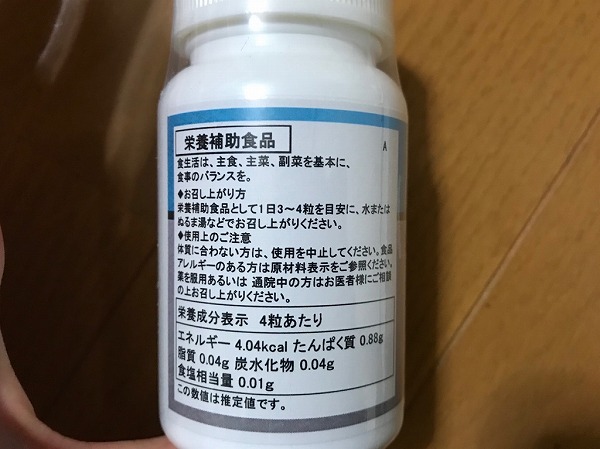 栄養補助食品
A
食生活は、主食、主菜、副菜を基本に、
食事のバランスを。
◆お召し上がり方
栄養補助食品として1日3～4粒を目安に、水または
ぬるま湯などでお召し上がりください。
◆使用上のご注意
体質に合わない方は、使用を中止してください。食品
アレルギーのある方は原材料表示をご参照ください。
薬を服用あるいは 通院中の方はお医者様にご相談
の上お召し上がりください。
栄養成分表示 4粒あたり
エネルギー 4.04kcal たんぱく質 0.88g
脂質 0.04g 炭水化物 0.04g
食塩相当量 0.01g
この数値は推定値です。